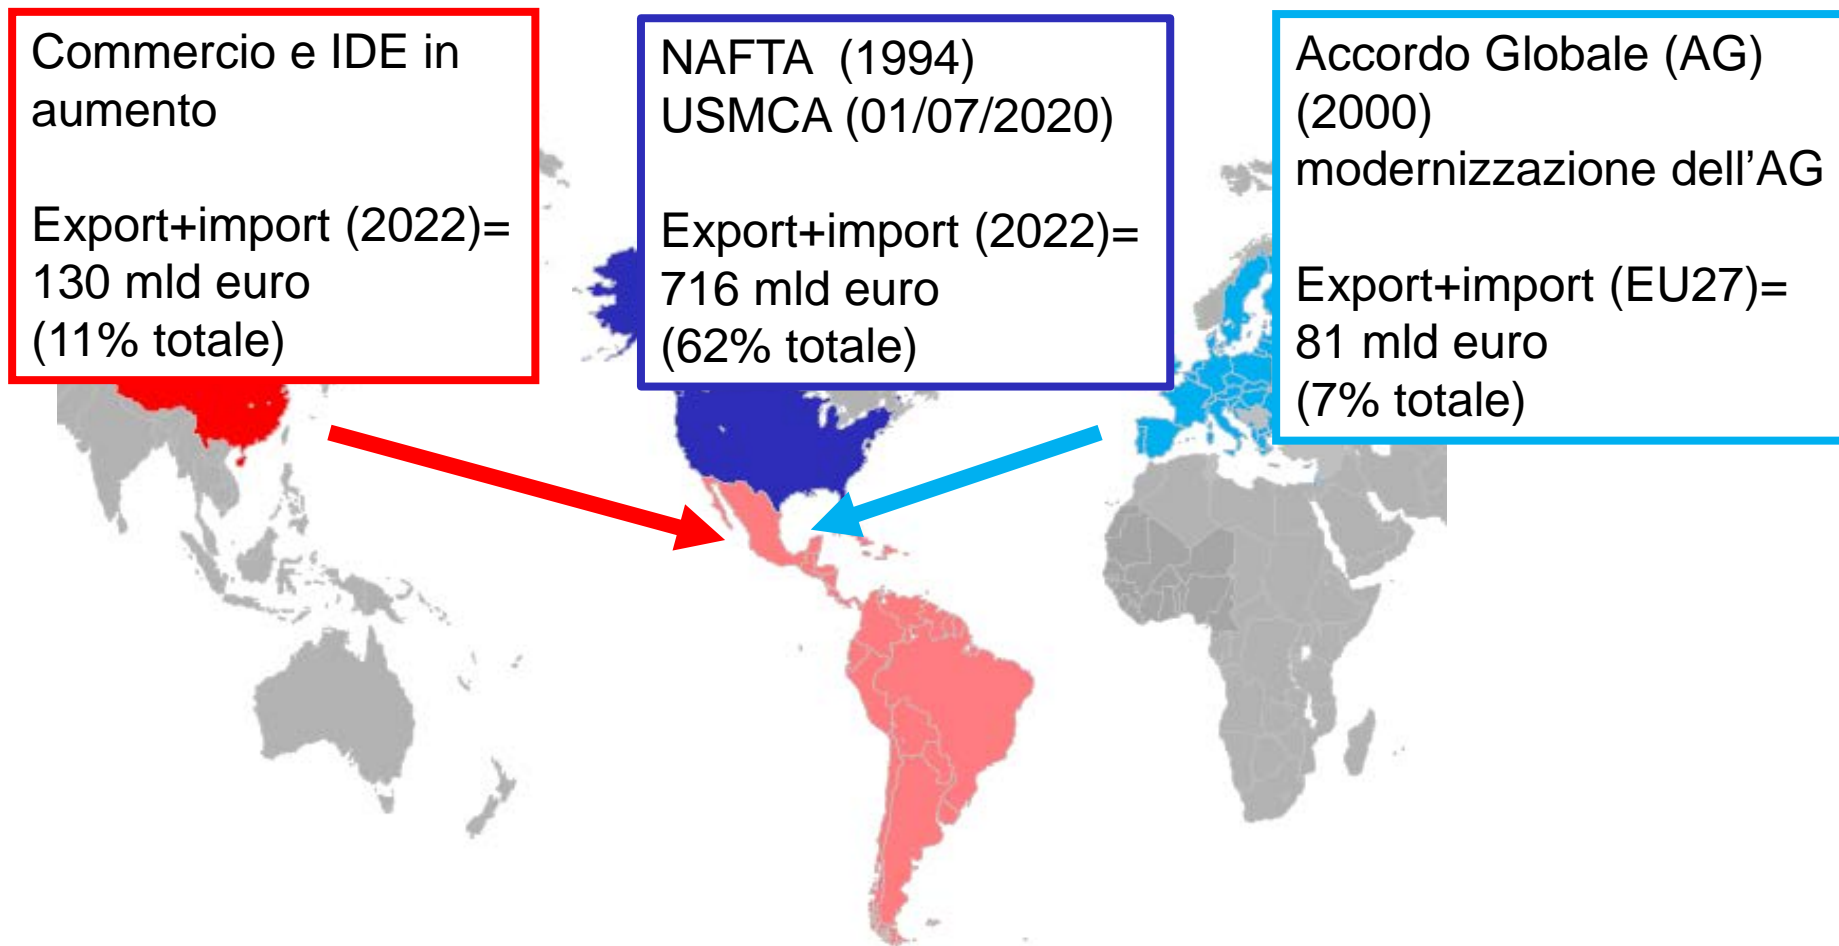 Commercio e IDE in
aumento
Export+import (2022)=
130 mld euro
(11% totale)
NAFTA (1994)
USMCA (01/07/2020)
Export+import (2022)=
716 mld euro
(62% totale)
Accordo Globale (AG)
(2000)
modernizzazione dell’AG
Export+import (EU27)=
81 mld euro
(7% totale)